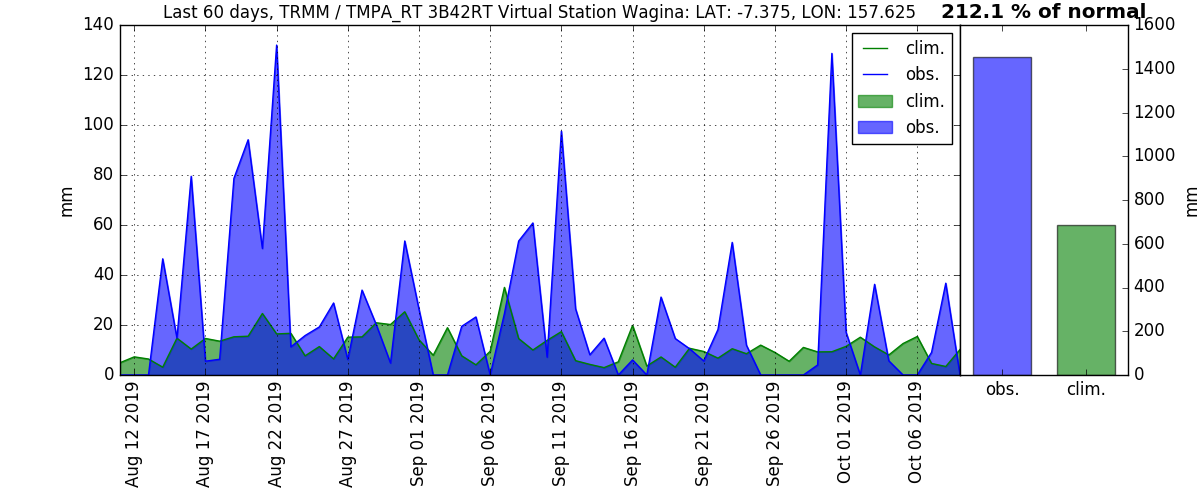 Last 60 days, TRMM / TMPA_RT 3B42RT Virtual Station Wagina: LAT: -7.375, LON: 157.625
212.1 % of normal
140
120
100
80
60
40
20
0
mm
clim.
obs.
clim.
obs.
Aug 12 2019
Aug 17 2019
Aug 22 2019
Aug 27 2019
Sep 01 2019
Sep 06 2019
Sep 11 2019
Sep 16 2019
Sep 21 2019
Sep 26 2019
Oct 01 2019
Oct 06 2019
1600
1400
1200
1000
800
600
400
200
0
mm
obs.
clim.